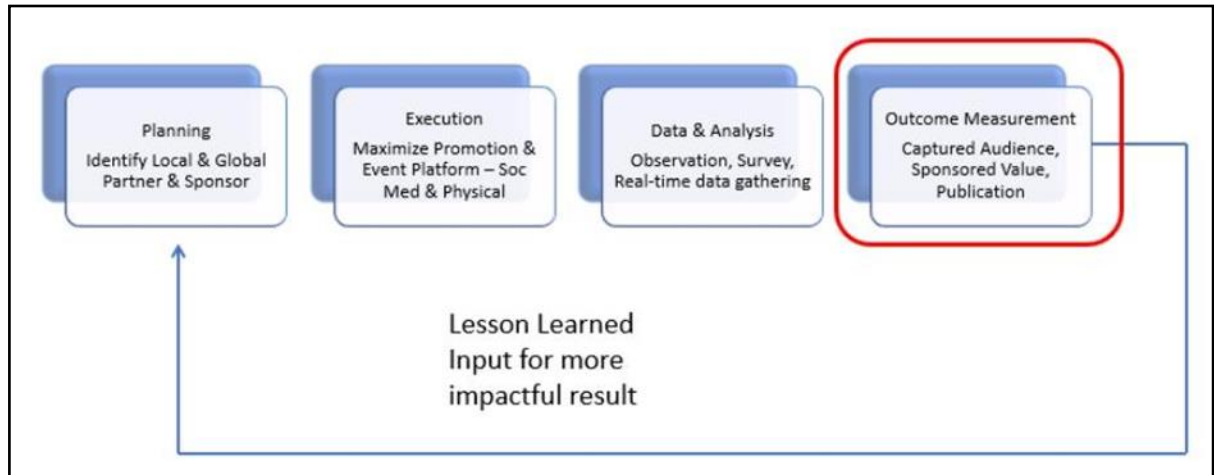 Planning
Identify Local & Global
Partner & Sponsor
Execution
Maximize Promotion &
Event Platform – Soc
Med & Physical
Data & Analysis
Observation, Survey,
Real-time data gathering
Outcome Measurement
Captured Audience,
Sponsored Value,
Publication
Lesson Learned
Input for more
impactful result